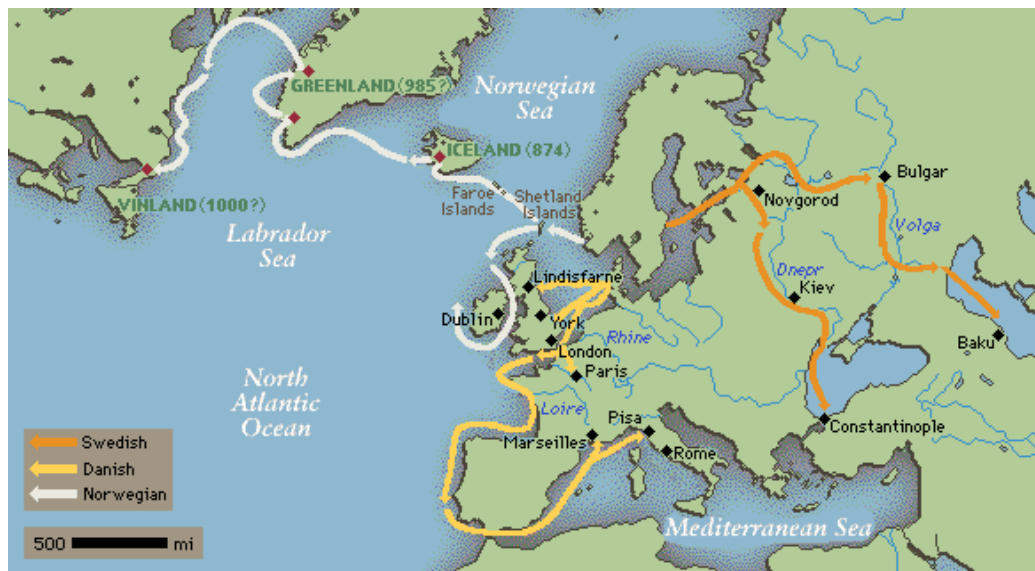 Norwegian
Sea
GREENLAND (985?)
ICELAND (874)
Faroe
Islands
Shetland
Islands
VINLAND (1000?)
Labrador
Sea
Bulgar
Novgorod
Volga
Lindisfarne
Dnepr
Kiev
Dublin
York
Rhine
London
Baku
Paris
North
Atlantic
Ocean
Loire
Pisa
Constantinople
Marseilles
Rome
Swedish
Danish
Norwegian
Mediterranean Sea
500 mi